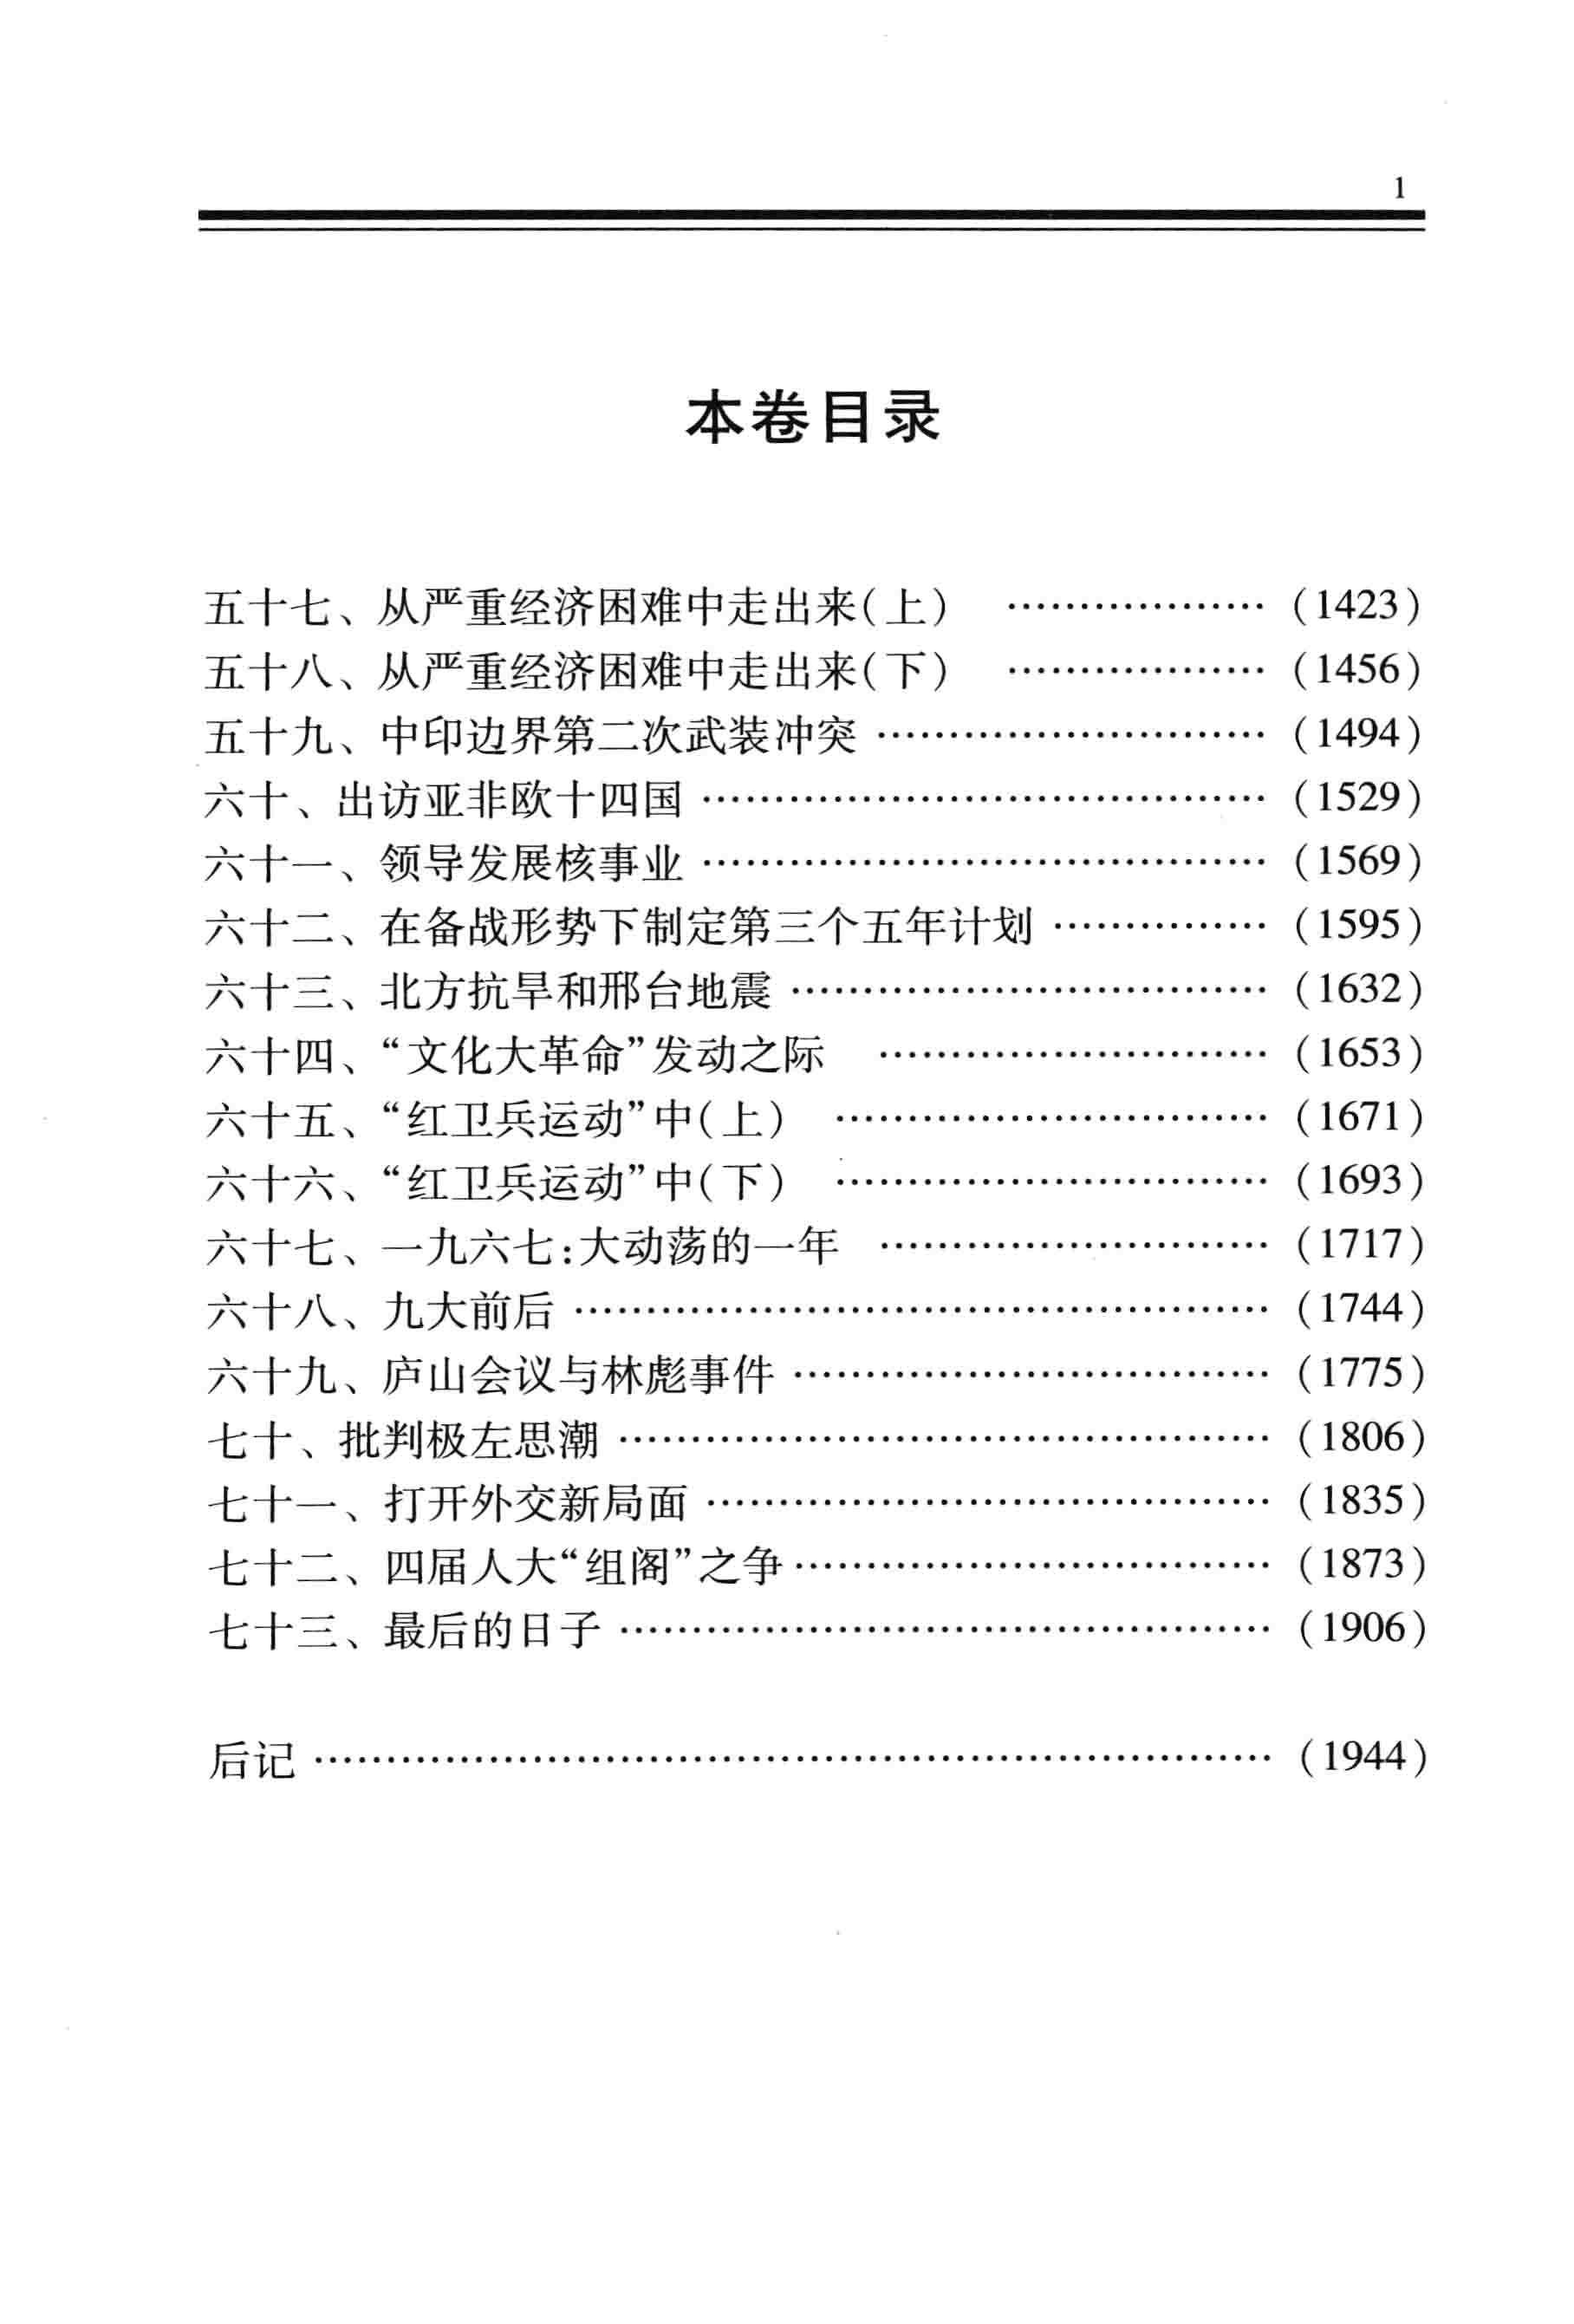 1
本卷目录
五十七、从严重经济困难中走出来(上) ……………… (1423)
五十八、从严重经济困难中走出来(下) ……………… (1456)
五十九、中印边界第二次武装冲突 ……………………… (1494)
六十、出访亚非欧十四国 ………………………………… (1529)
六十一、领导发展核事业 ………………………………… (1569)
六十二、在备战形势下制定第三个五年计划 …………… (1595)
六十三、北方抗旱和邢台地震 …………………………… (1632)
六十四、“文化大革命”发动之际 ……………………… (1653)
六十五、“红卫兵运动”中(上) ………………………… (1671)
六十六、“红卫兵运动”中(下) ………………………… (1693)
六十七、一九六七:大动荡的一年 ……………………… (1717)
六十八、九大前后 ………………………………………… (1744)
六十九、庐山会议与林彪事件 …………………………… (1775)
七十、批判极左思潮 ……………………………………… (1806)
七十一、打开外交新局面 ………………………………… (1835)
七十二、四届人大“组阁”之争 …………………………… (1873)
七十三、最后的日子 ……………………………………… (1906)
后记 ………………………………………………………… (1944)